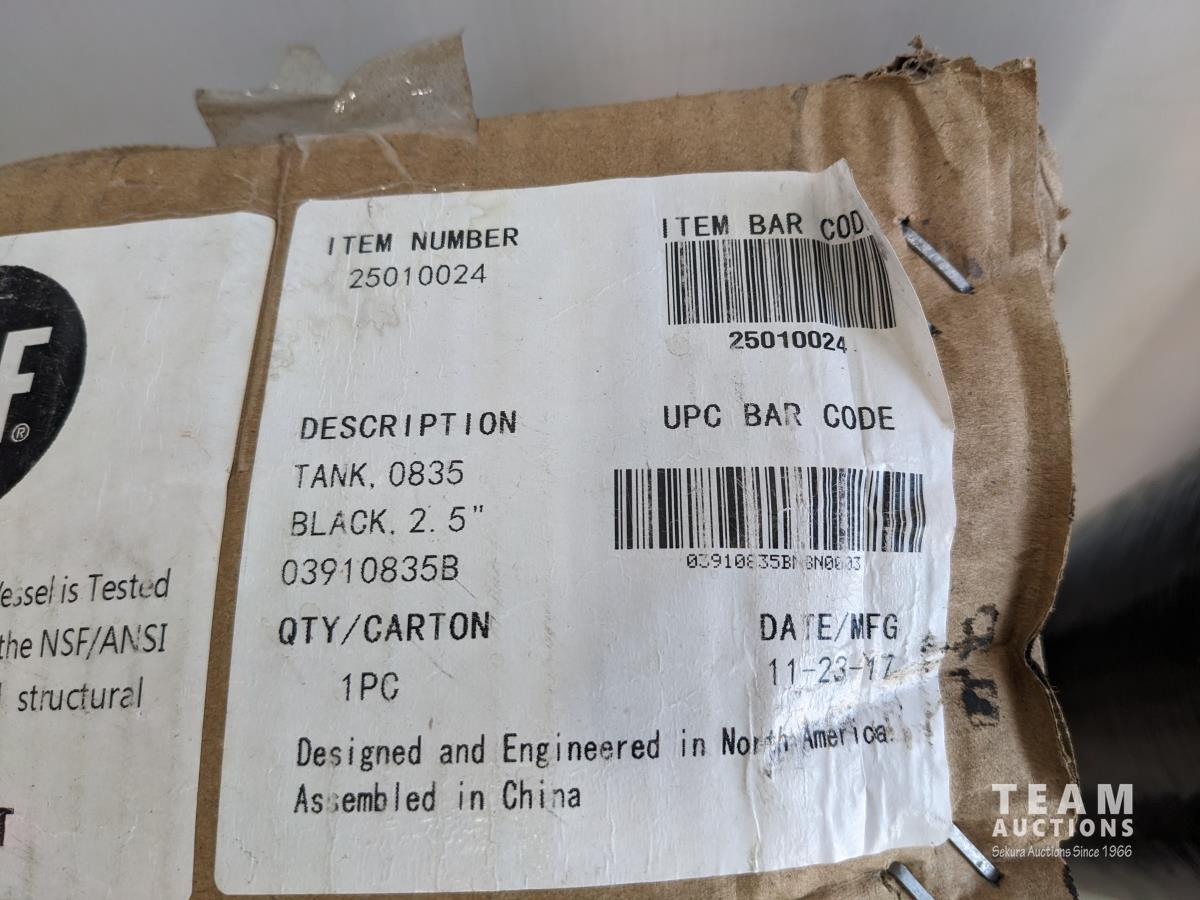 F
®
Vessel is Tested
the NSF/ANSI
structural
T
ITEM NUMBER
25010024
ITEM BAR COD
25010024
DESCRIPTION
TANK, 0835
BLACK, 2.5"
03910835B
UPC BAR CODE
QTY/CARTON
1PC
DATE/MFG
11-23-17
Designed and Engineered in North America.
Assembled in China
TEAM
AUCTIONS
Sekura Auctions Since 1966